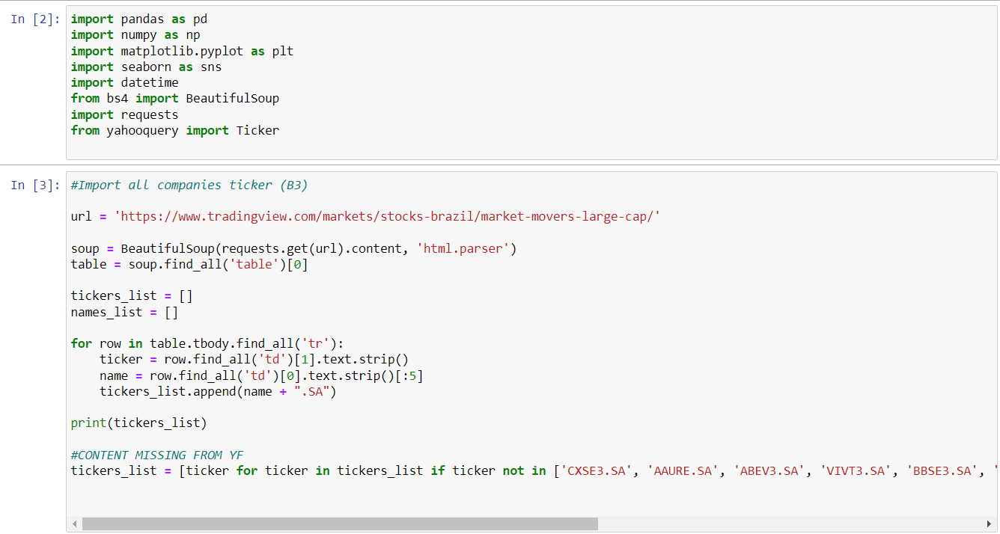 In [2]:
import pandas as pd
import numpy as np
import matplotlib.pyplot as plt
import seaborn as sns
import datetime
from bs4 import BeautifulSoup
import requests
from yahooquery import Ticker
In [3]:
#Import all companies ticker (B3)
url = 'https://www.tradingview.com/markets/stocks-brazil/market-movers-large-cap/'
soup = BeautifulSoup(requests.get(url).content, 'html.parser')
table = soup.find_all('table')[0]
tickers_list = []
names_list = []
for row in table.tbody.find_all('tr'):
    ticker = row.find_all('td')[1].text.strip()
    name = row.find_all('td')[0].text.strip()[:5]
    tickers_list.append(name + ".SA")
print(tickers_list)
#CONTENT MISSING FROM YF
tickers_list = [ticker for ticker in tickers_list if ticker not in ['CXSE3.SA', 'AAURE.SA', 'ABEV3.SA', 'VIVT3.SA', 'BBSE3.SA', '